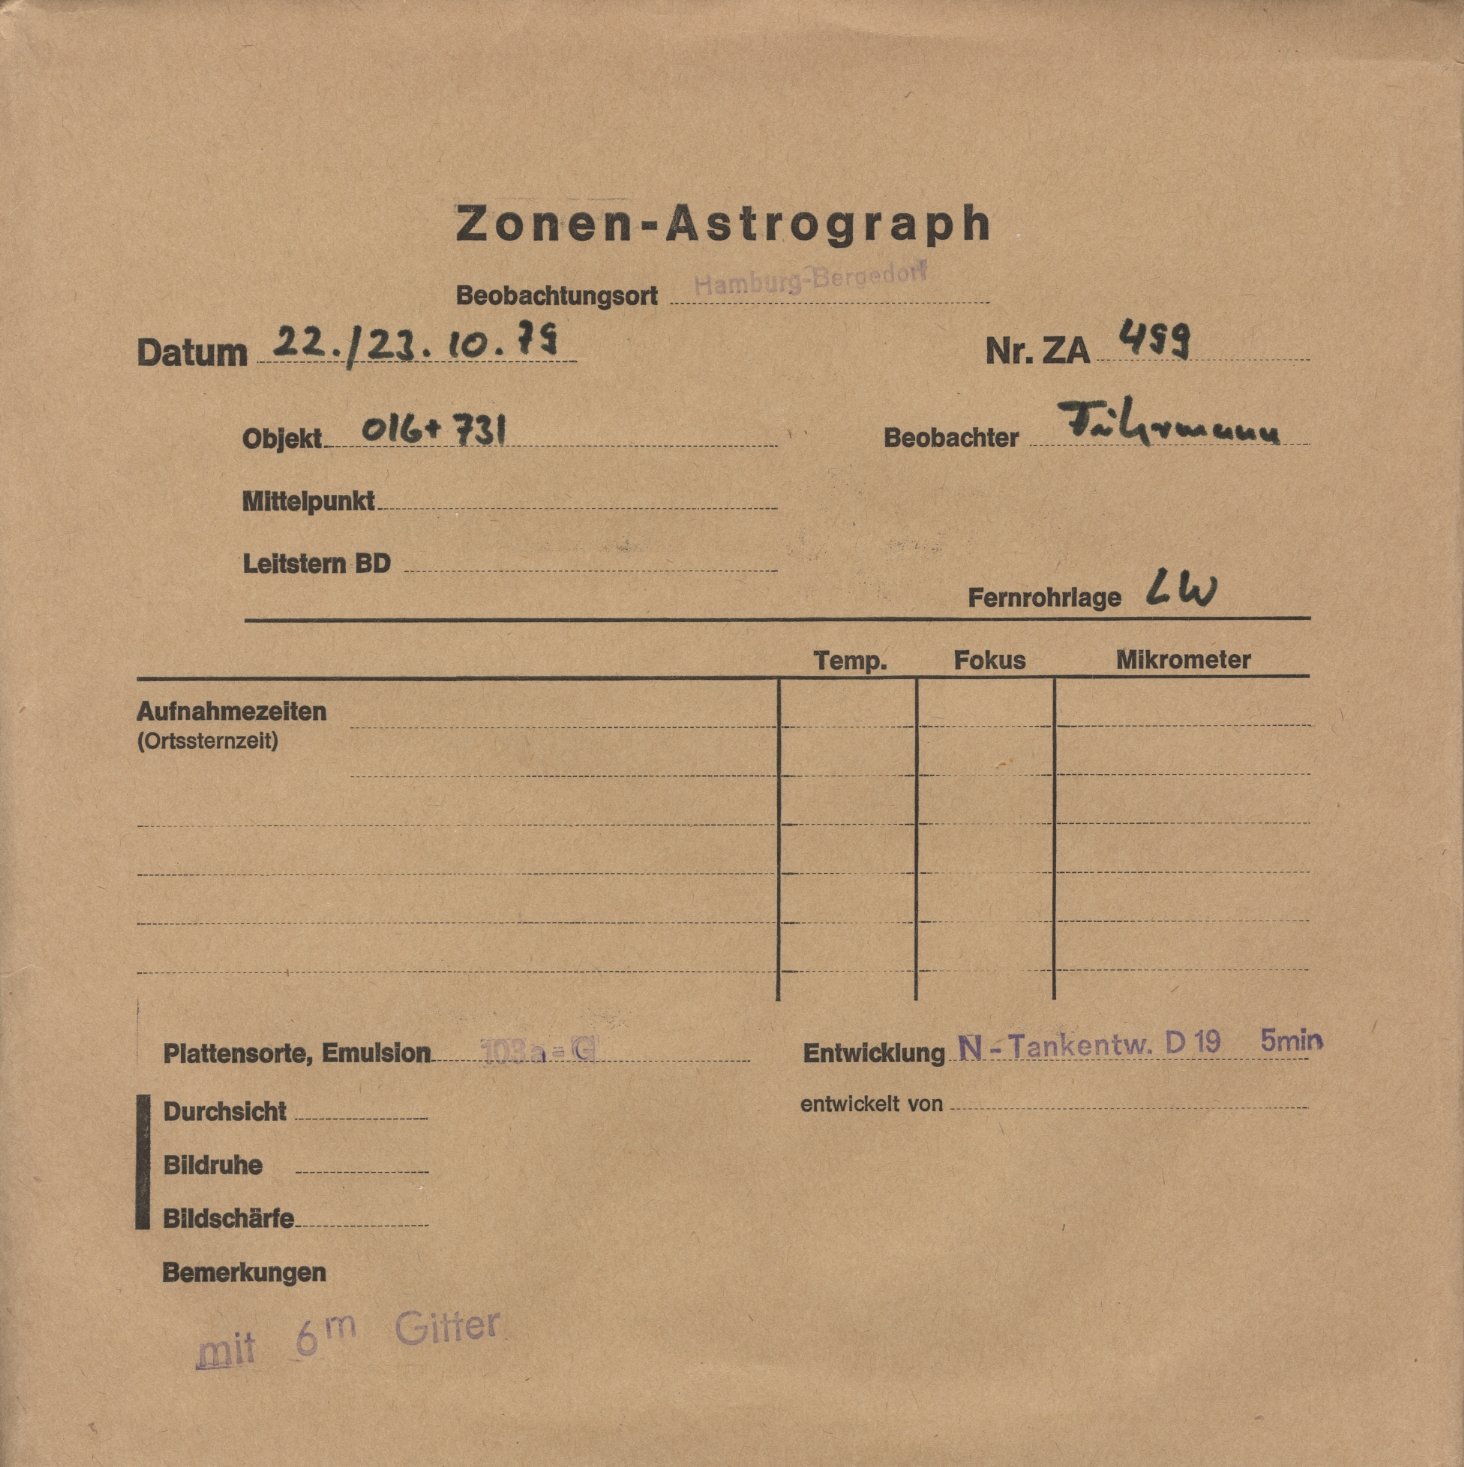 Zonen-Astrograph
Beobachtungsort Hamburg-Bergedorf
Datum 22./23. 10. 79 Nr. ZA 499
Objekt 016+731 Beobachter Führmann
Mittelpunkt
Leitstern BD
Fernrohrlage LW
Temp. Fokus Mikrometer
Aufnahmezeiten
(Ortssternzeit)
Plattensorte, Emulsion 103a-G Entwicklung N-Tankentw. D 19 5min
Durchsicht entwickelt von
Bildruhe
Bildschärfe
Bemerkungen
mit 6m Gitter